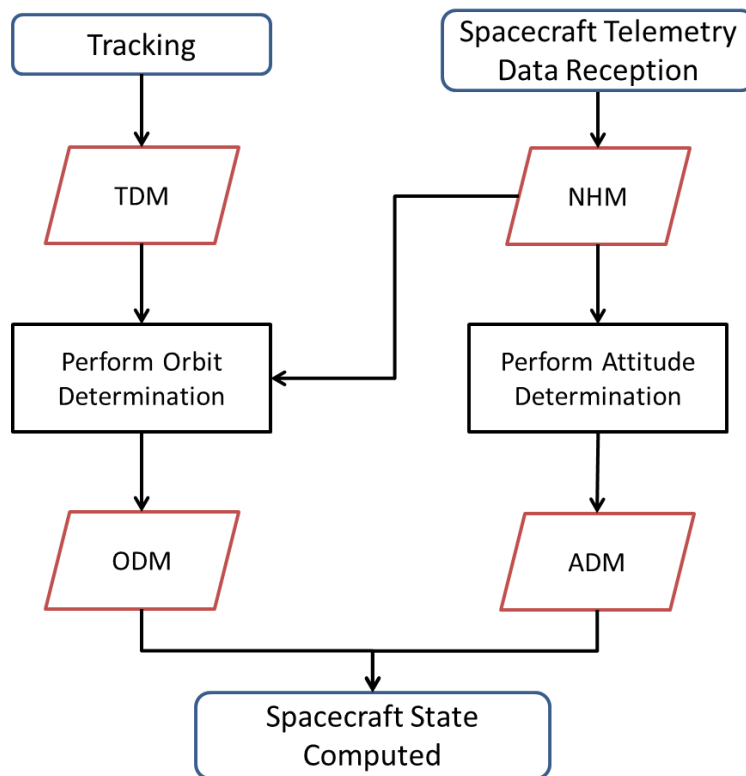 Tracking
Spacecraft Telemetry
Data Reception
TDM
NHM
Perform Orbit
Determination
Perform Attitude
Determination
ODM
ADM
Spacecraft State
Computed